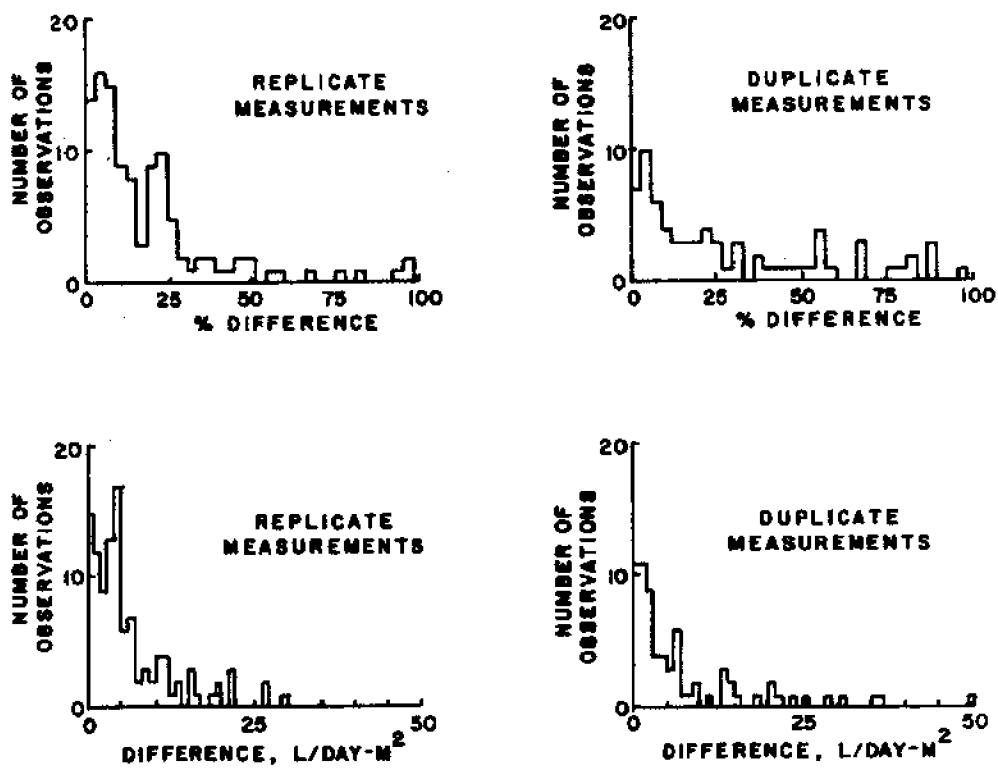 20
10
0
NUMBER OF
OBSERVATIONS
REPLICATE
MEASUREMENTS
0 25 50 75 100
% DIFFERENCE
20
10
0
NUMBER OF
OBSERVATIONS
DUPLICATE
MEASUREMENTS
0 25 50 75 100
% DIFFERENCE
20
10
0
NUMBER OF
OBSERVATIONS
REPLICATE
MEASUREMENTS
0 25 50
DIFFERENCE, L/DAY-M²
20
10
0
NUMBER OF
OBSERVATIONS
DUPLICATE
MEASUREMENTS
0 25 50
DIFFERENCE, L/DAY-M²